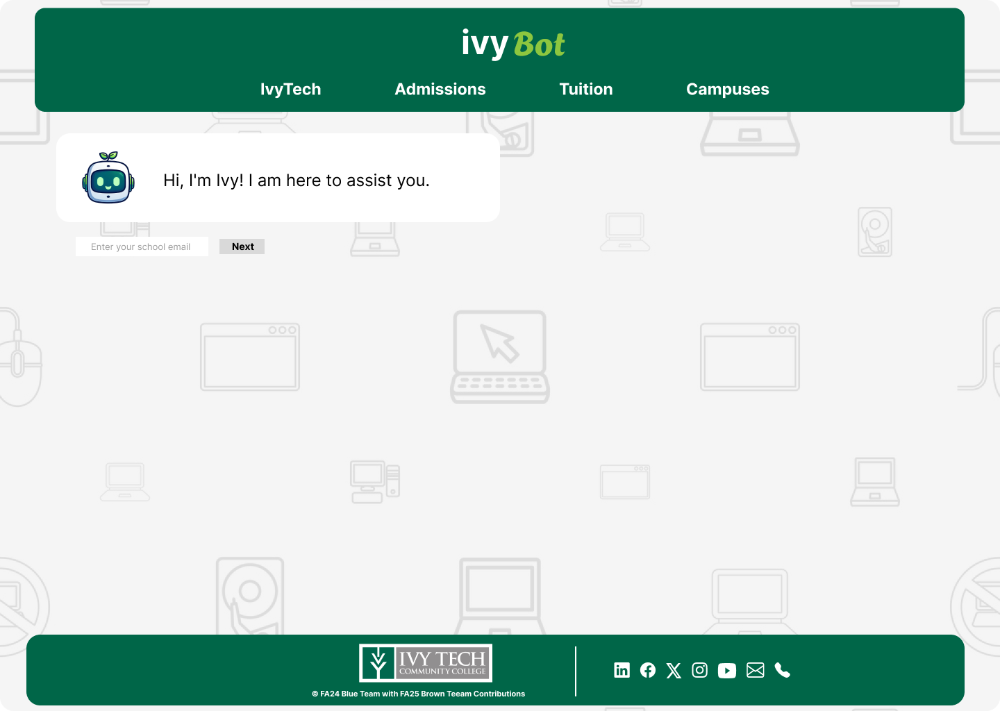 ivy Bot
IvyTech Admissions Tuition Campuses
Hi, I'm Ivy! I am here to assist you.
Enter your school email Next
IVY TECH
COMMUNITY COLLEGE
© FA24 Blue Team with FA25 Brown Teeam Contributions